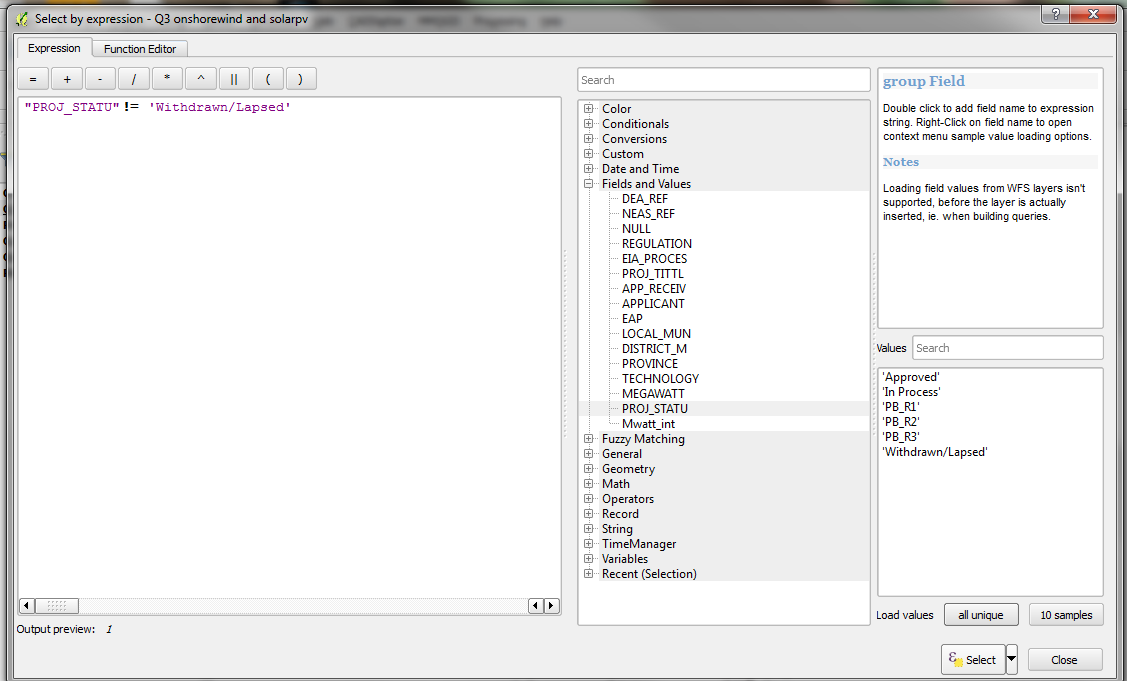 Select by expression - Q3 onshorewind and solarpv
?
Expression
Function Editor
= + - / * ^ || ( )
"PROJ_STATU" != 'Withdrawn/Lapsed'
Output preview: 1
Search
Color
Conditionals
Conversions
Custom
Date and Time
Fields and Values
DEA_REF
NEAS_REF
NULL
REGULATION
EIA_PROCES
PROJ_TITTL
APP_RECEIV
APPLICANT
EAP
LOCAL_MUN
DISTRICT_M
PROVINCE
TECHNOLOGY
MEGAWATT
PROJ_STATU
Mwatt_int
Fuzzy Matching
General
Geometry
Math
Operators
Record
String
TimeManager
Variables
Recent (Selection)
group Field
Double click to add field name to expression
string. Right-Click on field name to open
context menu sample value loading options.
Notes
Loading field values from WFS layers isn't
supported, before the layer is actually
inserted, ie. when building queries.
Values
Search
'Approved'
'In Process'
'PB_R1'
'PB_R2'
'PB_R3'
'Withdrawn/Lapsed'
Load values
all unique
10 samples
ε Select
Close